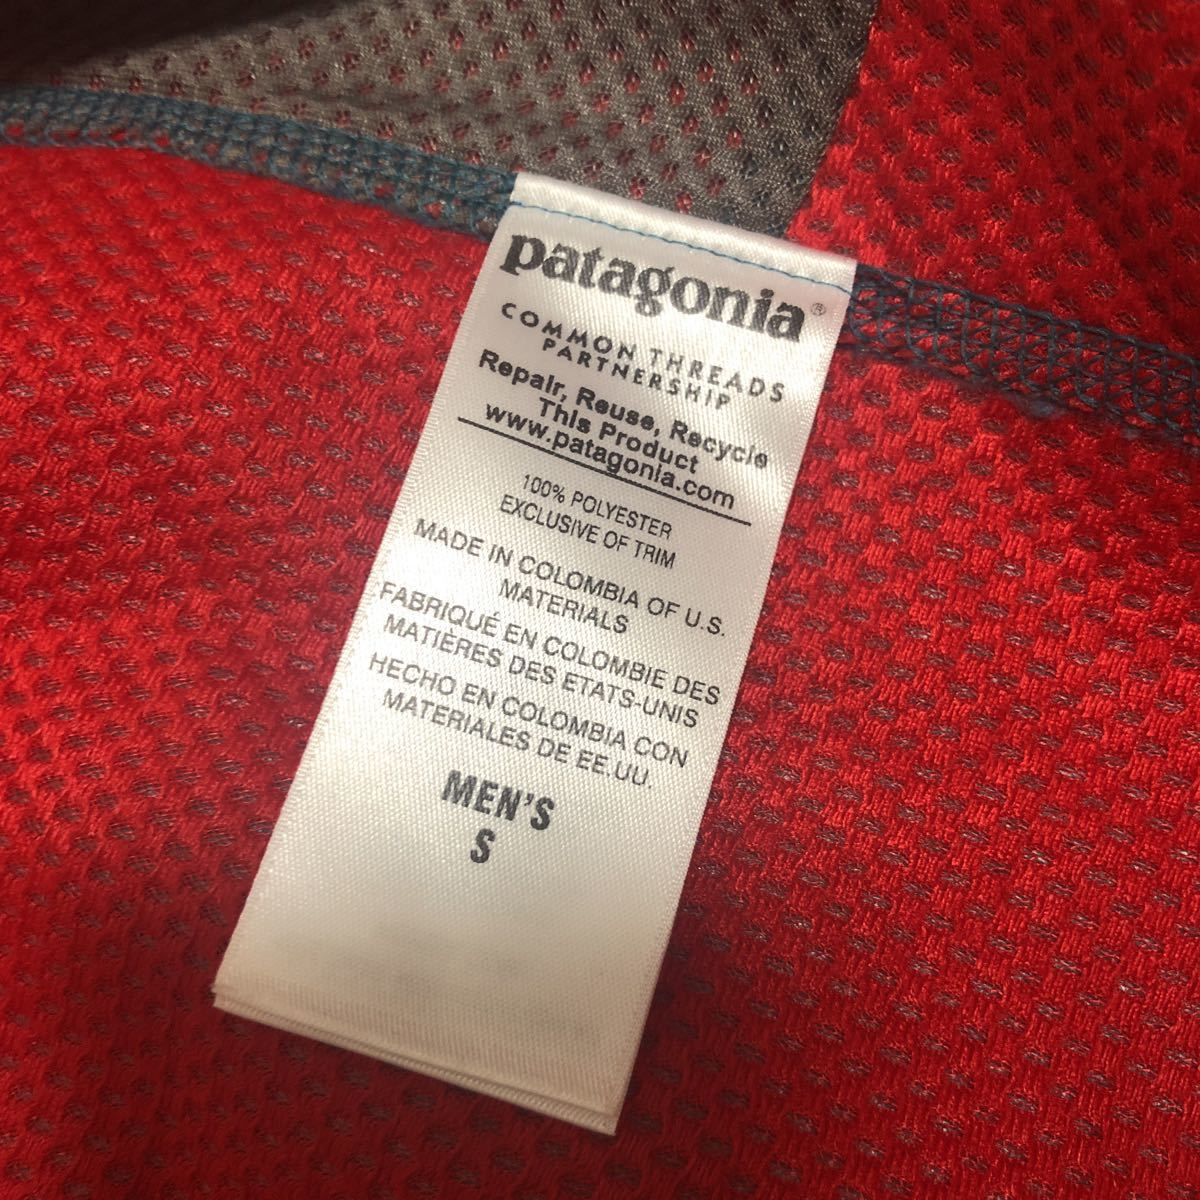 patagonia®
COMMON THREADS
PARTNERSHIP
Repair, Reuse, Recycle
This Product
www.patagonia.com
100% POLYESTER
EXCLUSIVE OF TRIM
MADE IN COLOMBIA OF U.S.
MATERIALS
FABRIQUÉ EN COLOMBIE DES
MATIÈRES DES ETATS-UNIS
HECHO EN COLOMBIA CON
MATERIALES DE EE.UU.
MEN'S
S